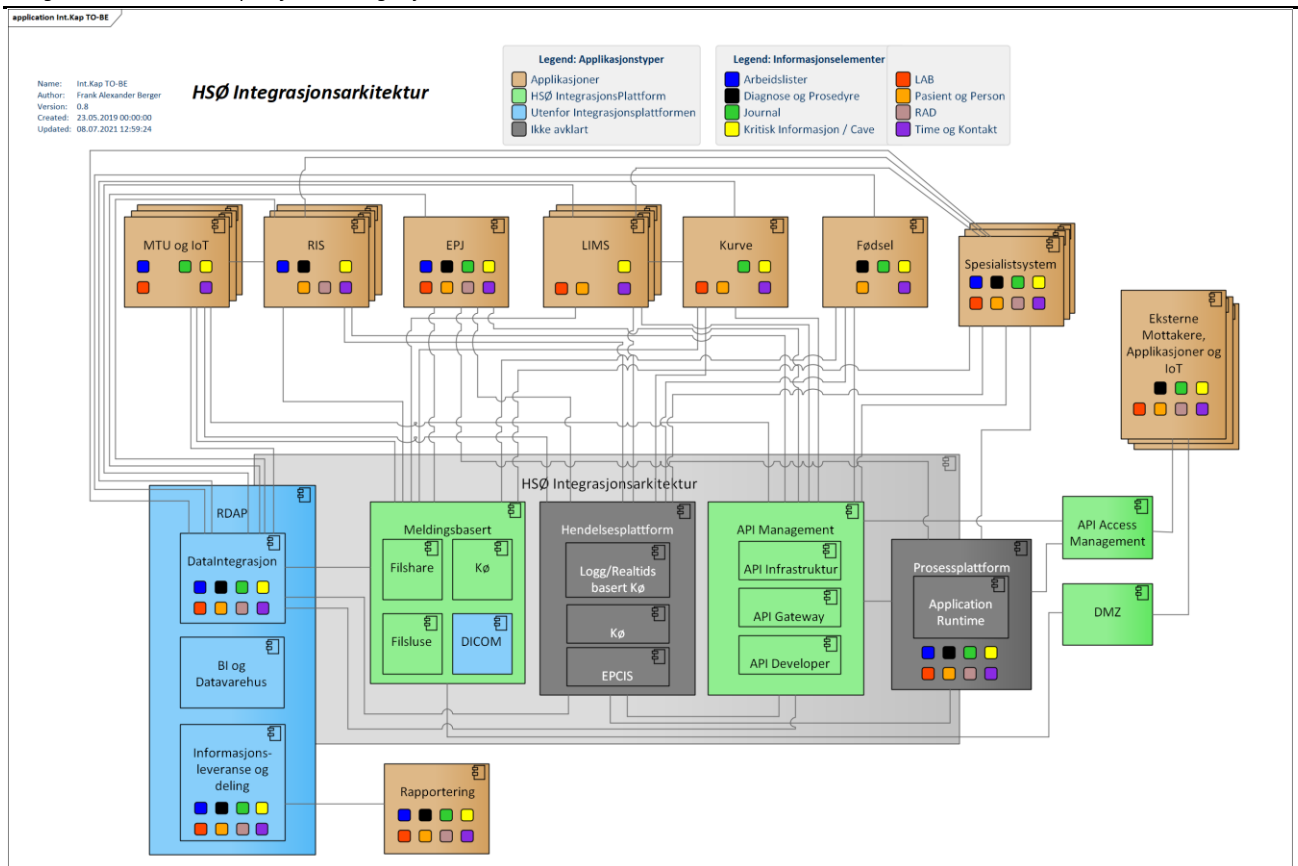 application Int.Kap TO-BE
Name: Int.Kap TO-BE
Author: Frank Alexander Berger
Version: 0.8
Created: 23.05.2019 00:00:00
Updated: 08.07.2021 12:59:24
HSØ Integrasjonsarkitektur
Legend: Applikasjonstyper
Applikasjoner
HSØ IntegrasjonsPlattform
Utenfor Integrasjonsplattformen
Ikke avklart
Legend: Informasjonselementer
Arbeidslister
Diagnose og Prosedyre
Journal
Kritisk Informasjon / Cave
LAB
Pasient og Person
RAD
Time og Kontakt
MTU og IoT
RIS
EPJ
LIMS
Kurve
Fødsel
Spesialistsystem
Eksterne
Mottakere,
Applikasjoner og
IoT
HSØ Integrasjonsarkitektur
RDAP
DataIntegrasjon
BI og
Datavarehus
Informasjons-
leveranse og
deling
Meldingsbasert
Filshare
Kø
Filsluse
DICOM
Hendelsesplattform
Logg/Realtids
basert Kø
Kø
EPCIS
API Management
API Infrastruktur
API Gateway
API Developer
Prosessplattform
Application
Runtime
API Access
Management
DMZ
Rapportering